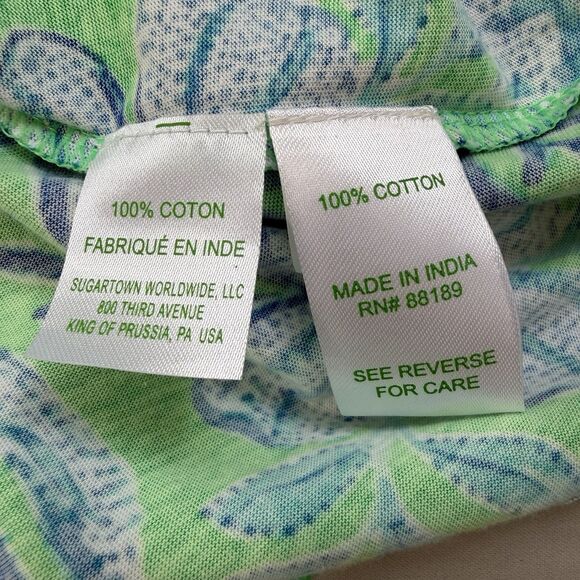 100% COTON
FABRIQUÉ EN INDE
SUGARTOWN WORLDWIDE, LLC
800 THIRD AVENUE
KING OF PRUSSIA, PA USA
100% COTTON
MADE IN INDIA
RN# 88189
SEE REVERSE
FOR CARE